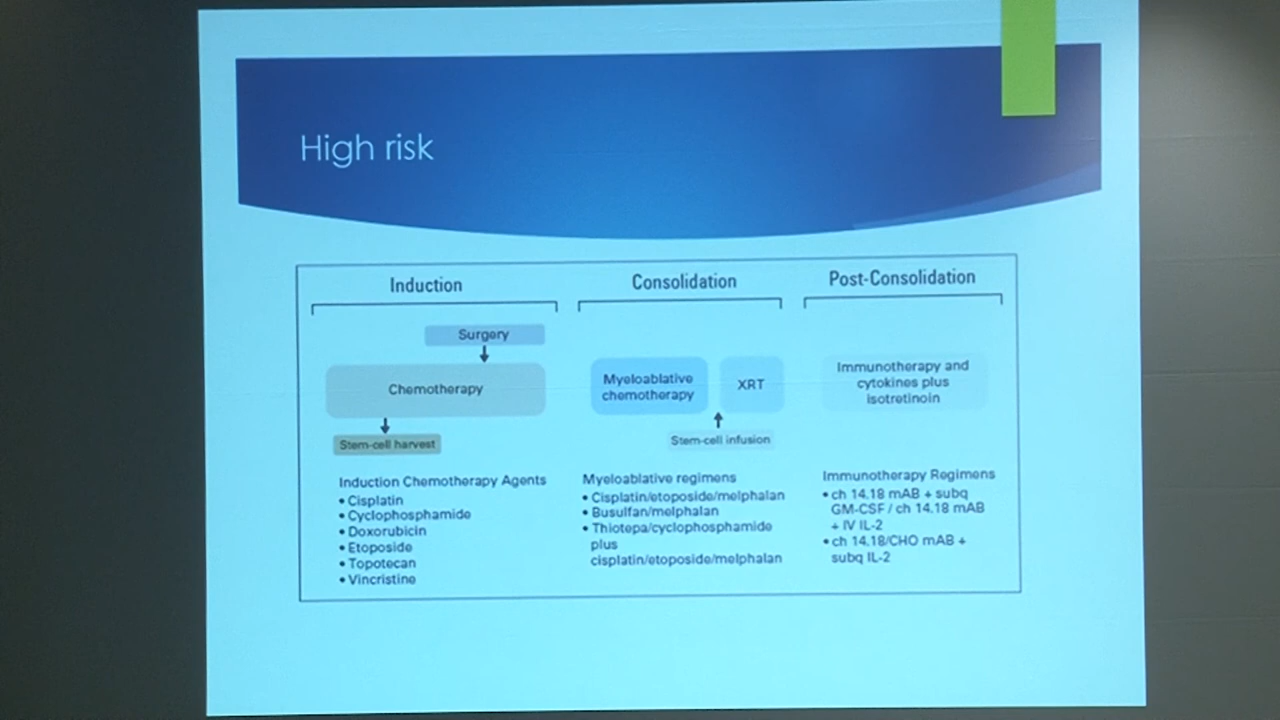 High risk
Induction
Surgery
Chemotherapy
Stem-cell harvest
Induction Chemotherapy Agents
• Cisplatin
• Cyclophosphamide
• Doxorubicin
• Etoposide
• Topotecan
• Vincristine
Consolidation
Myeloablative
chemotherapy
XRT
Stem-cell infusion
Myeloablative regimens
• Cisplatin/etoposide/melphalan
• Busulfan/melphalan
• Thiotepa/cyclophosphamide
plus
cisplatin/etoposide/melphalan
Post-Consolidation
Immunotherapy and
cytokines plus
isotretinoin
Immunotherapy Regimens
• ch 14.18 mAB + subq
GM-CSF / ch 14.18 mAB
+ IV IL-2
• ch 14.18/CHO mAB +
subq IL-2